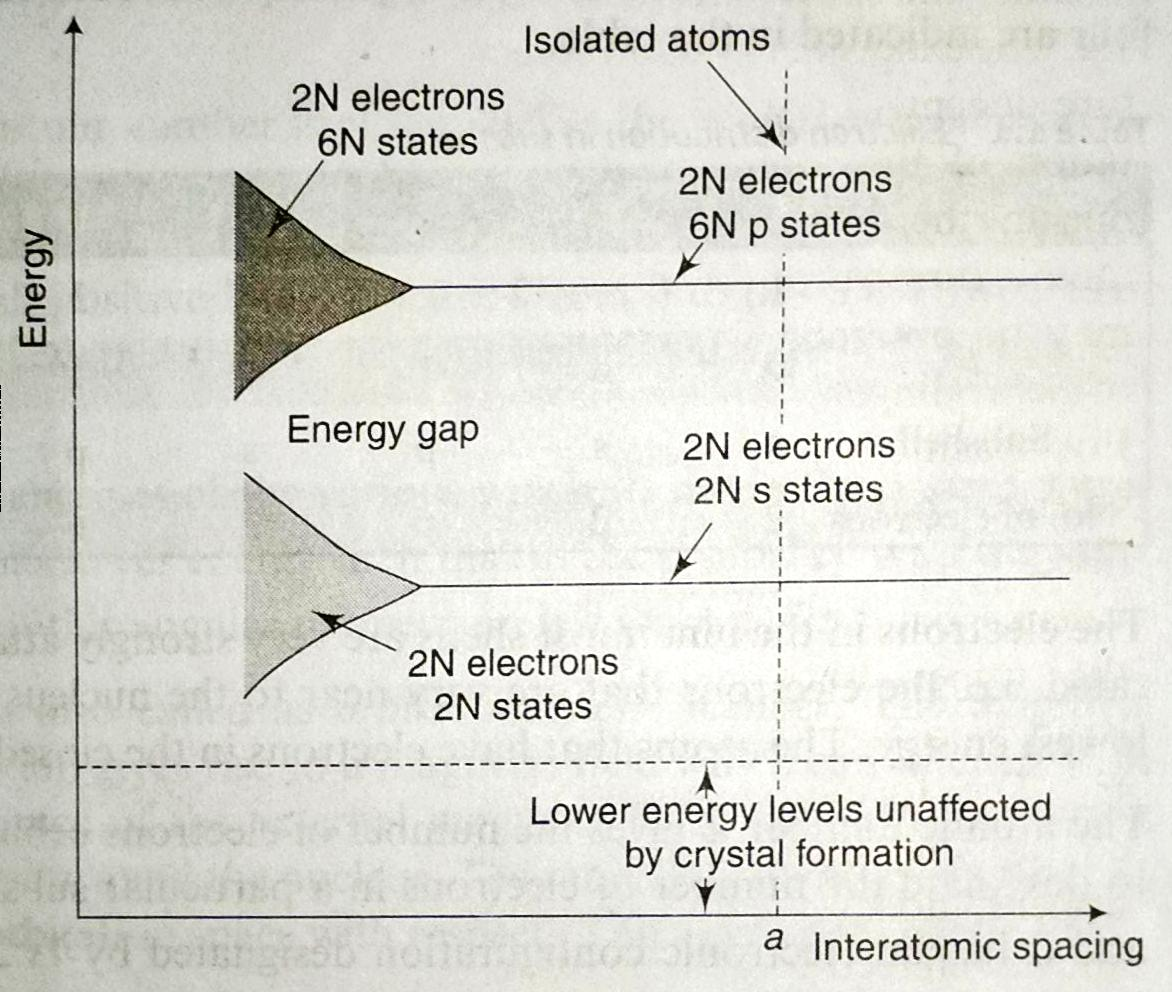 Isolated atoms
2N electrons
6N states
2N electrons
6N p states
Energy
Energy gap
2N electrons
2N s states
2N electrons
2N states
Lower energy levels unaffected
by crystal formation
a
Interatomic spacing